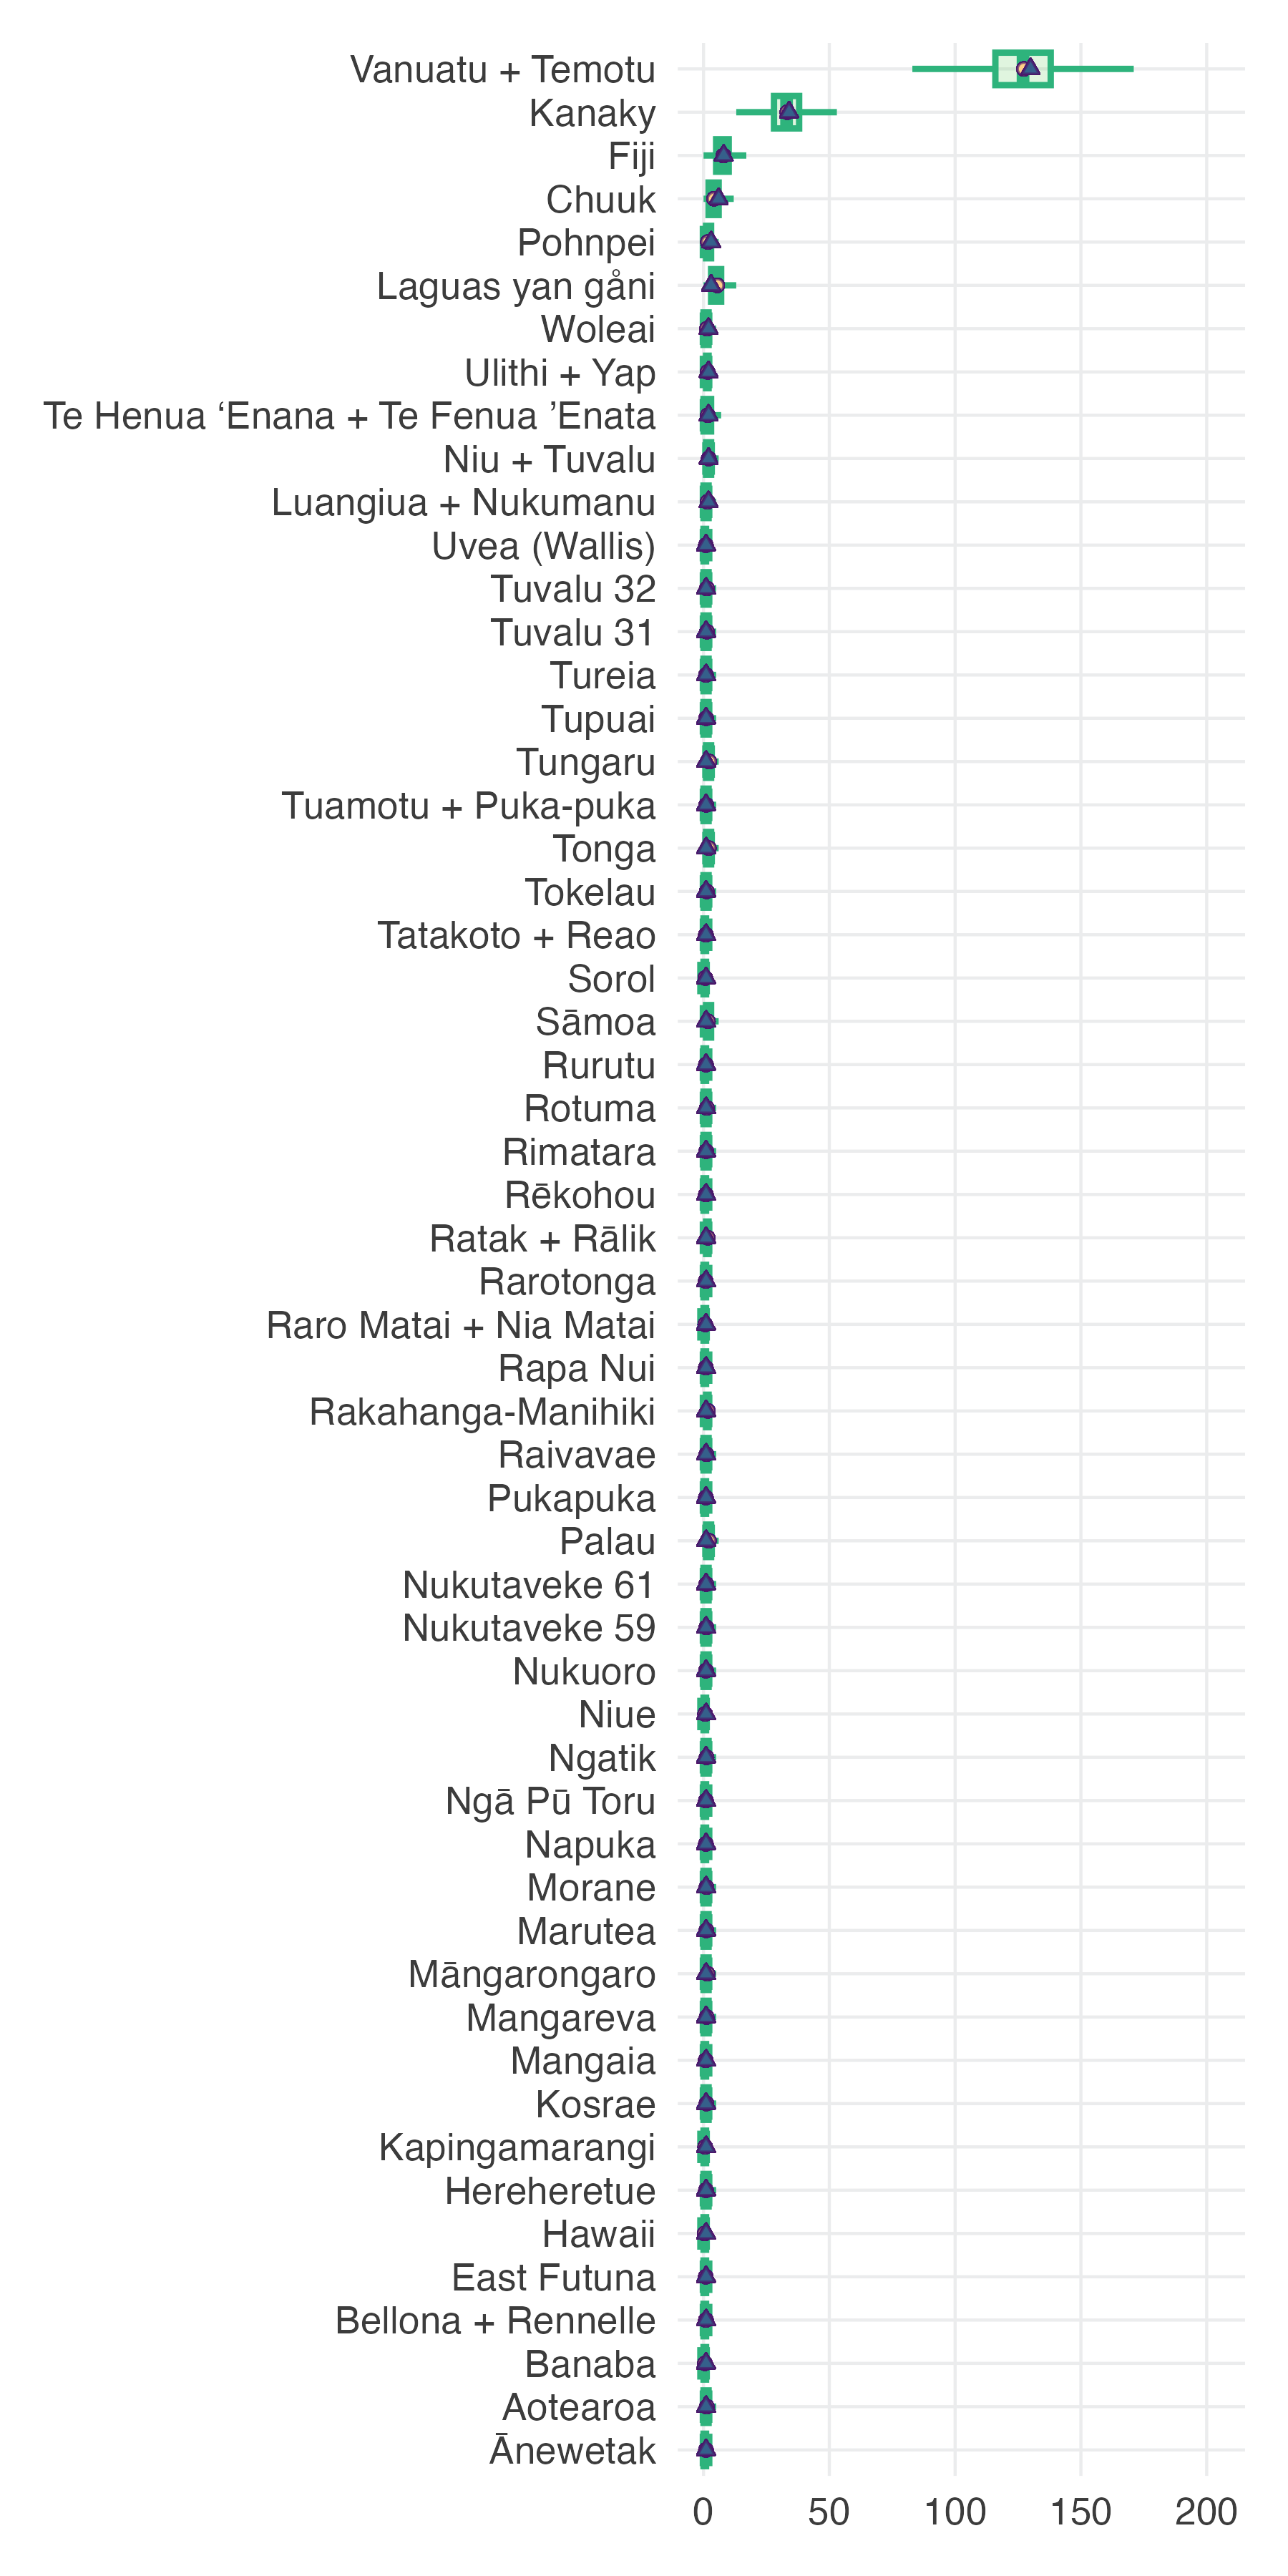 Vanuatu + Temotu
Kanaky
Fiji
Chuuk
Pohnpei
Laguas yan gåni
Woleai
Ulithi + Yap
Te Henua ‘Enana + Te Fenua ’Enata
Niu + Tuvalu
Luangiua + Nukumanu
Uvea (Wallis)
Tuvalu 32
Tuvalu 31
Tureia
Tupuai
Tungaru
Tuamotu + Puka-puka
Tonga
Tokelau
Tatakoto + Reao
Sorol
Sāmoa
Rurutu
Rotuma
Rimatara
Rēkohou
Ratak + Rālik
Rarotonga
Raro Matai + Nia Matai
Rapa Nui
Rakahanga-Manihiki
Raivavae
Pukapuka
Palau
Nukutaveke 61
Nukutaveke 59
Nukuoro
Niue
Ngatik
Ngā Pū Toru
Napuka
Morane
Marutea
Māngarongaro
Mangareva
Mangaia
Kosrae
Kapingamarangi
Hereheretue
Hawaii
East Futuna
Bellona + Rennelle
Banaba
Aotearoa
Ānewetak
0 50 100 150 200